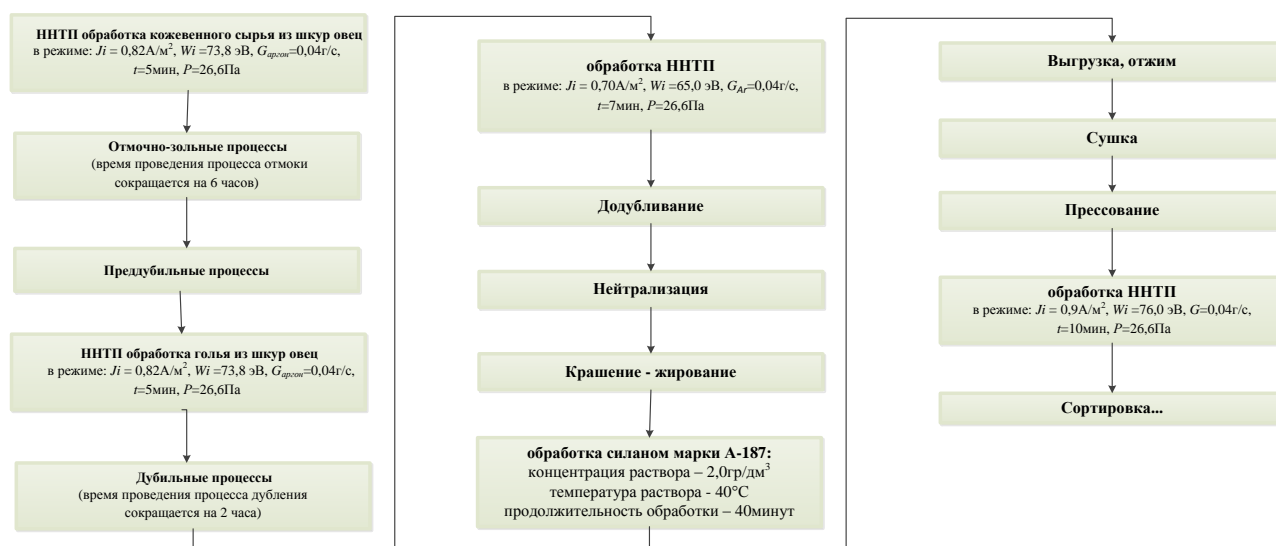 ННТП обработка кожевенного сырья из шкур овец
в режиме: Ji = 0,82А/м², Wi =73,8 эВ, Gаргон=0,04г/с,
t=5мин, P=26,6Па
Отмочно-зольные процессы
(время проведения процесса отмоки
сокращается на 6 часов)
Преддубильные процессы
ННТП обработка голья из шкур овец
в режиме: Ji = 0,82А/м², Wi =73,8 эВ, Gаргон=0,04г/с,
t=5мин, P=26,6Па
Дубильные процессы
(время проведения процесса дубления
сокращается на 2 часа)
обработка ННТП
в режиме: Ji = 0,70А/м², Wi =65,0 эВ, GAr=0,04г/с,
t=7мин, P=26,6Па
Додубливание
Нейтрализация
Крашение - жирование
обработка силаном марки А-187:
концентрация раствора – 2,0гр/дм³
температура раствора - 40°С
продолжительность обработки – 40минут
Выгрузка, отжим
Сушка
Прессование
обработка ННТП
в режиме: Ji = 0,9А/м², Wi =76,0 эВ, G=0,04г/с,
t=10мин, P=26,6Па
Сортировка...